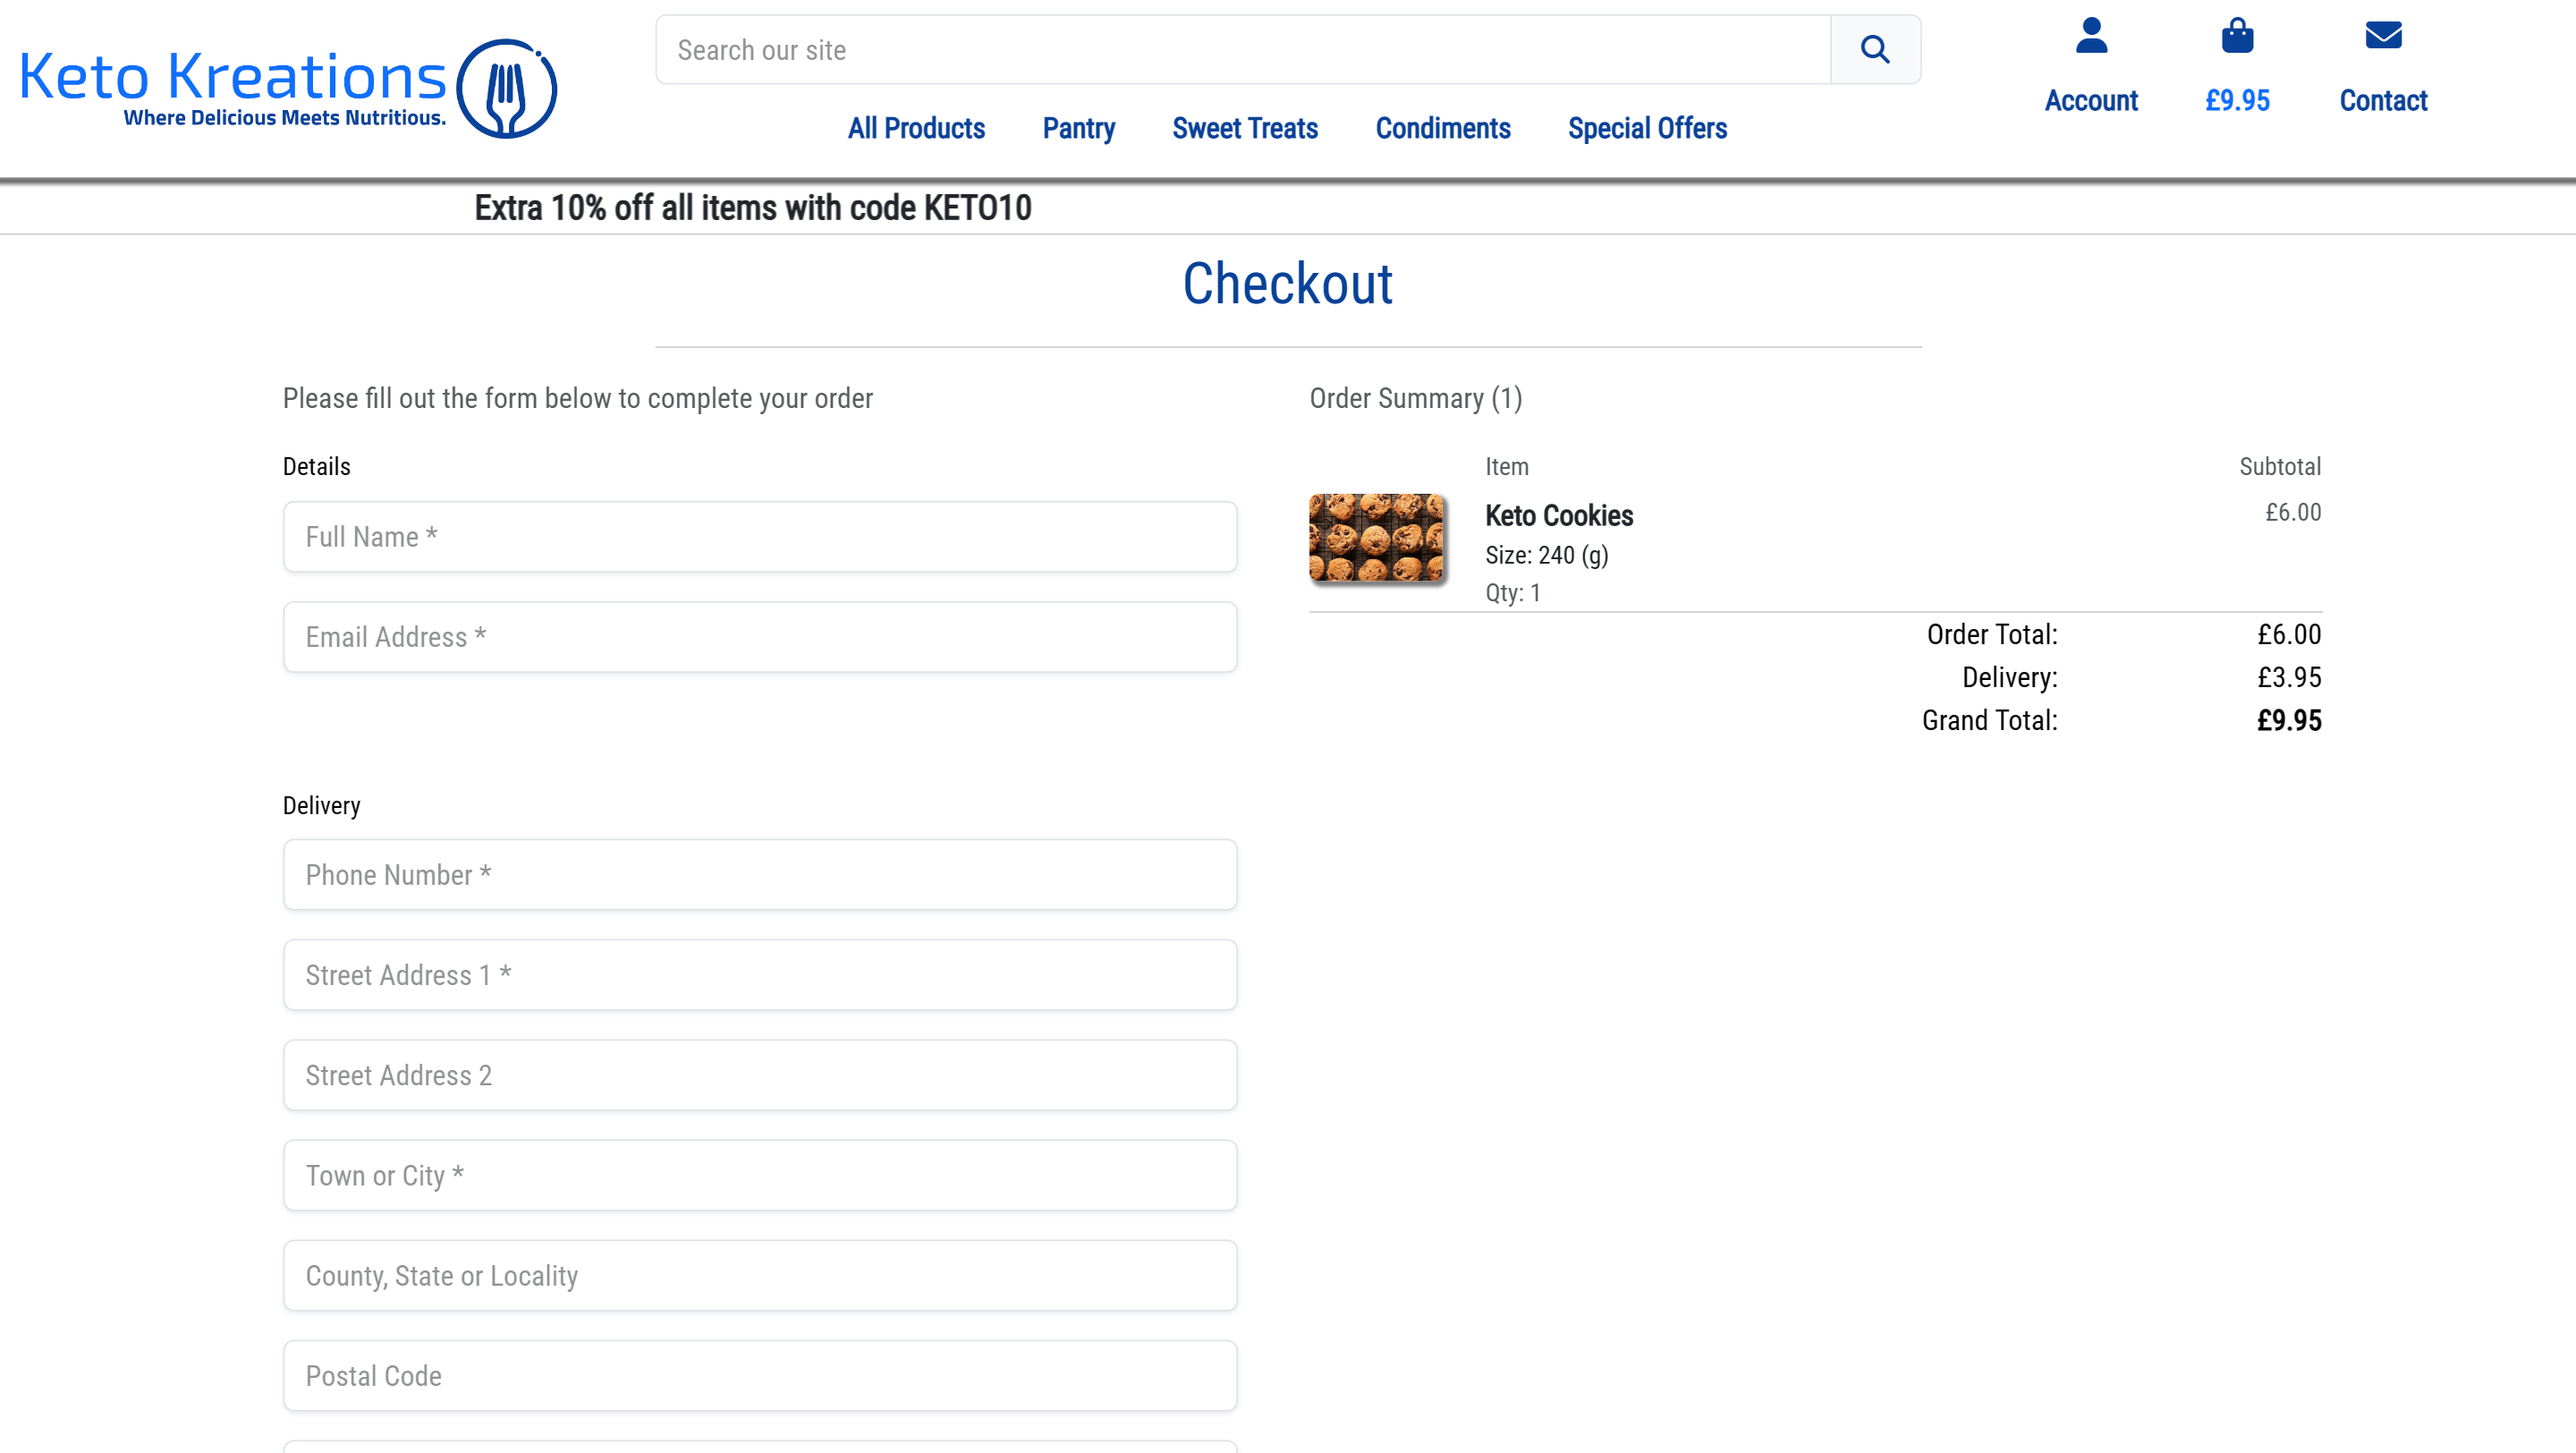 Keto Kreations
Where Delicious Meets Nutritious.
Search our site
All Products Pantry Sweet Treats Condiments Special Offers
Account £9.95 Contact
Extra 10% off all items with code KETO10
Checkout
Please fill out the form below to complete your order
Details
Full Name *
Email Address *
Delivery
Phone Number *
Street Address 1 *
Street Address 2
Town or City *
County, State or Locality
Postal Code
Order Summary (1)
Item Subtotal
Keto Cookies £6.00
Size: 240 (g)
Qty: 1
Order Total: £6.00
Delivery: £3.95
Grand Total: £9.95